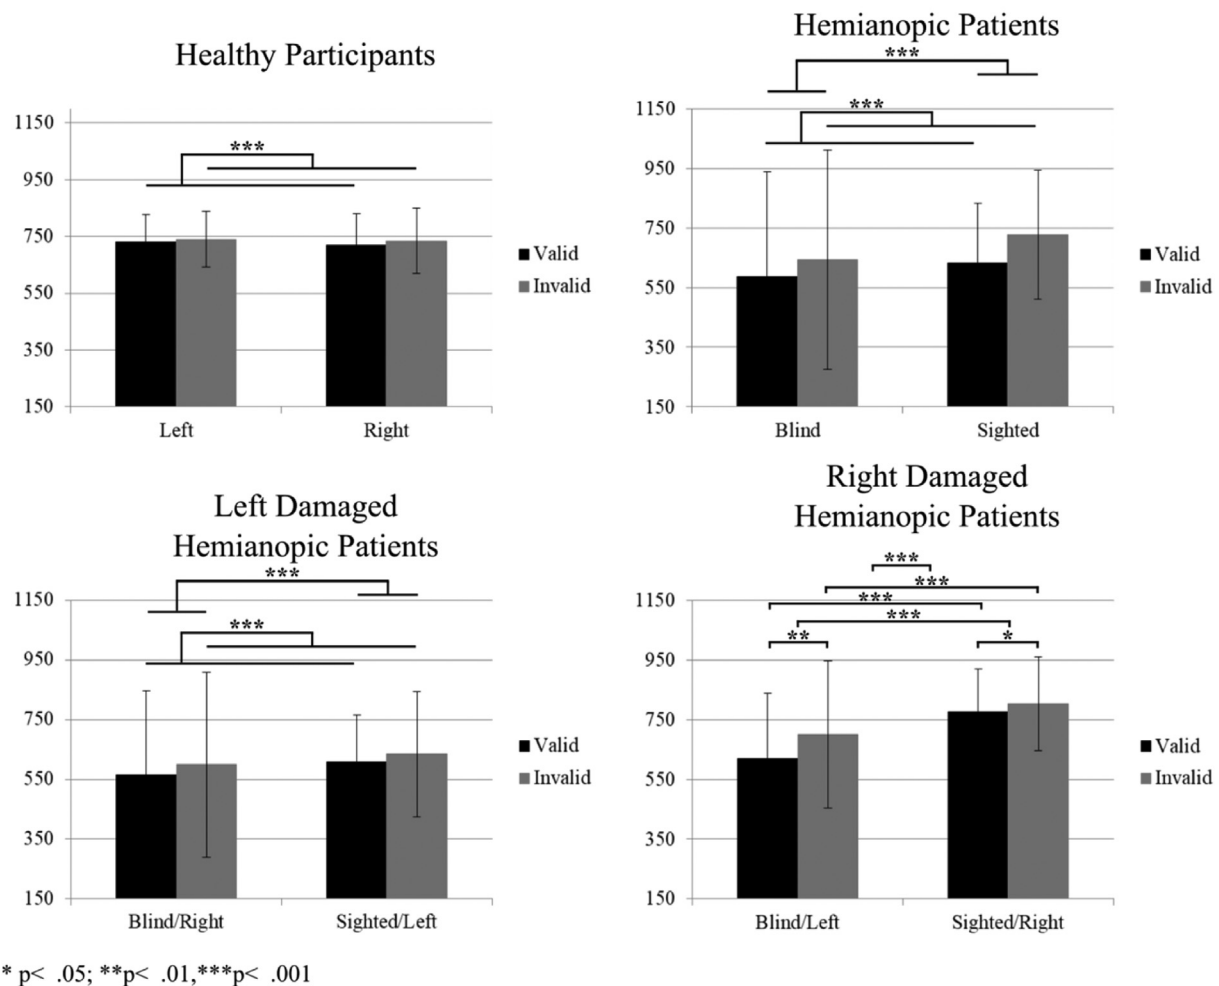 Healthy Participants
***
1150
950
750
550
350
150
Left
Right
Valid
Invalid
Hemianopic Patients
***
***
1150
950
750
550
350
150
Blind
Sighted
Valid
Invalid
Left Damaged
Hemianopic Patients
***
***
1150
950
750
550
350
150
Blind/Right
Sighted/Left
Valid
Invalid
Right Damaged
Hemianopic Patients
***
***
***
***
**
*
1150
950
750
550
350
150
Blind/Left
Sighted/Right
Valid
Invalid
* p< .05; **p< .01,***p< .001